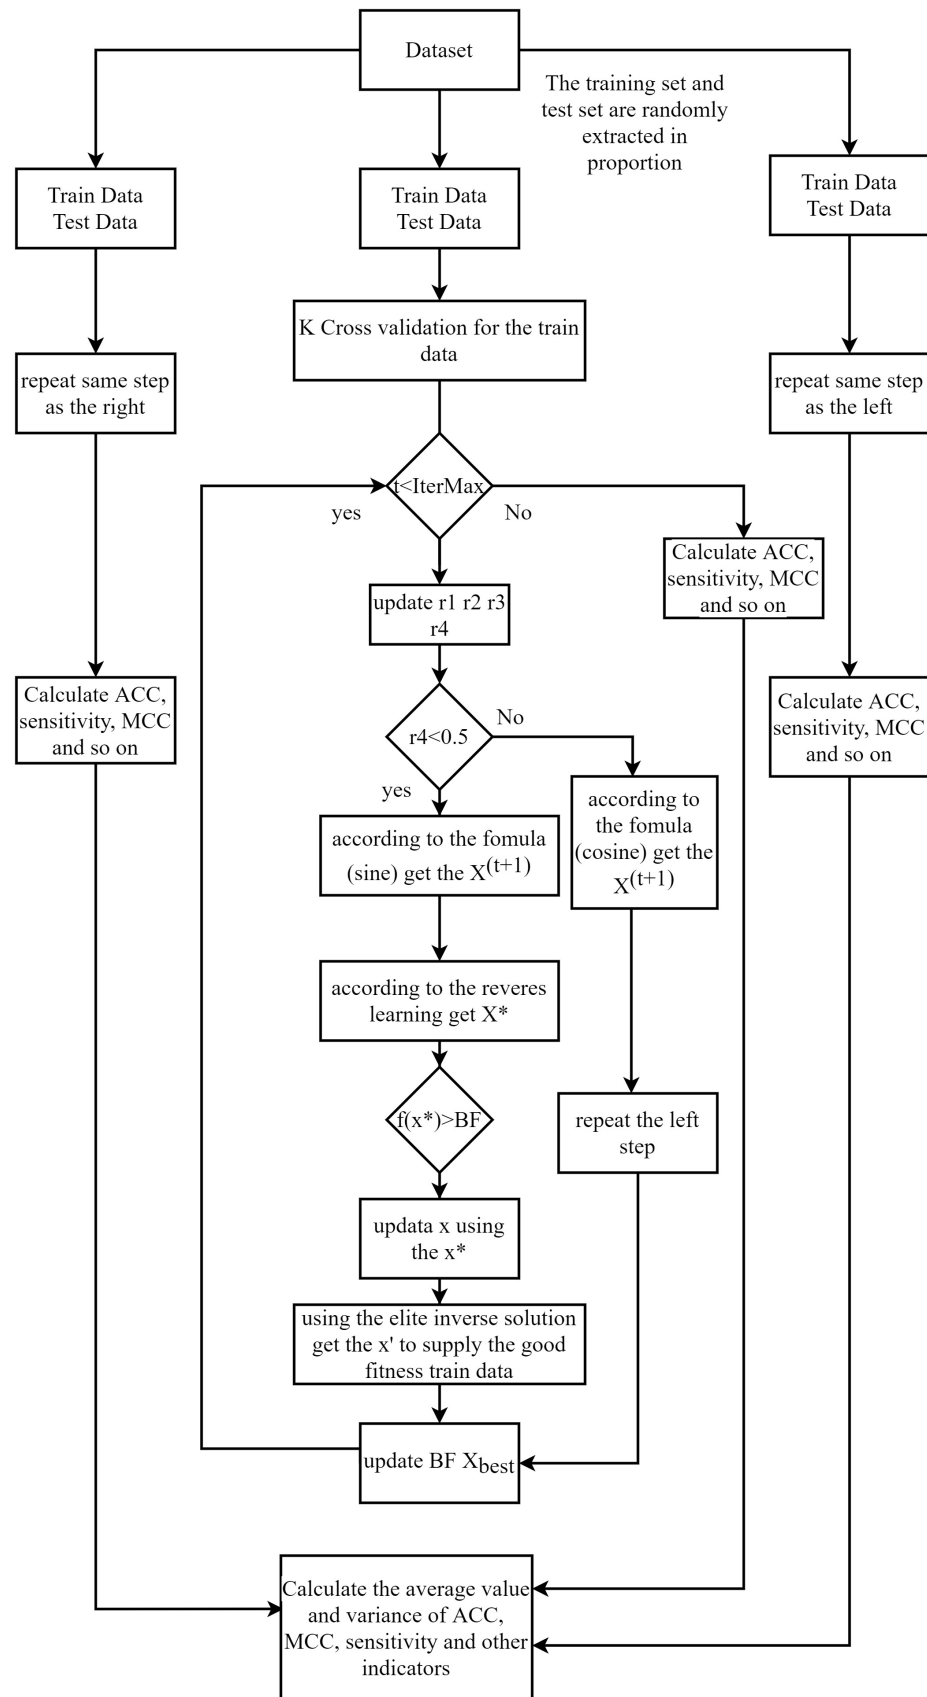 Dataset
The training set and
test set are randomly
extracted in
proportion
Train Data
Test Data
Train Data
Test Data
Train Data
Test Data
K Cross validation for the train
data
repeat same step
as the right
repeat same step
as the left
t<IterMax
yes
No
Calculate ACC,
sensitivity, MCC
and so on
update r1 r2 r3
r4
Calculate ACC,
sensitivity, MCC
and so on
r4<0.5
No
yes
Calculate ACC,
sensitivity, MCC
and so on
according to the fomula
(sine) get the X(t+1)
according to
the fomula
(cosine) get the
X(t+1)
according to the reveres
learning get X*
f(x*)>BF
repeat the left
step
updata x using
the x*
using the elite inverse solution
get the x' to supply the good
fitness train data
update BF Xbest
Calculate the average value
and variance of ACC,
MCC, sensitivity and other
indicators